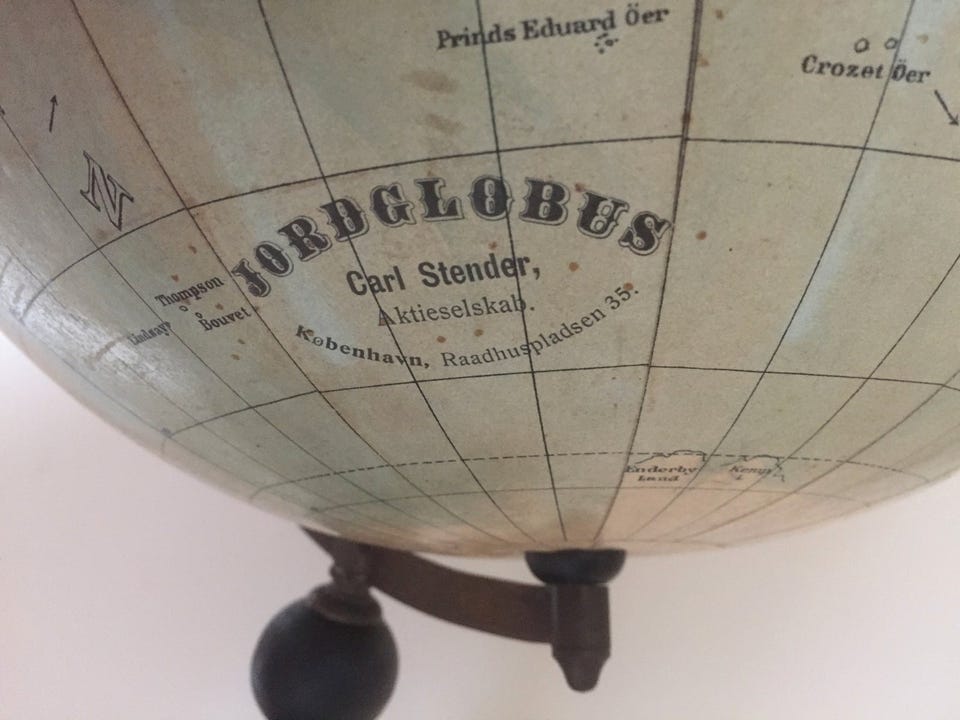 Prinds Eduard Öer
Crozet Öer
N
JORDGLOBUS
Carl Stender,
Aktieselskab.
København, Raadhuspladsen 35.
Thompson
Lindsay
Bouvet
Enderby
Land
Kemp